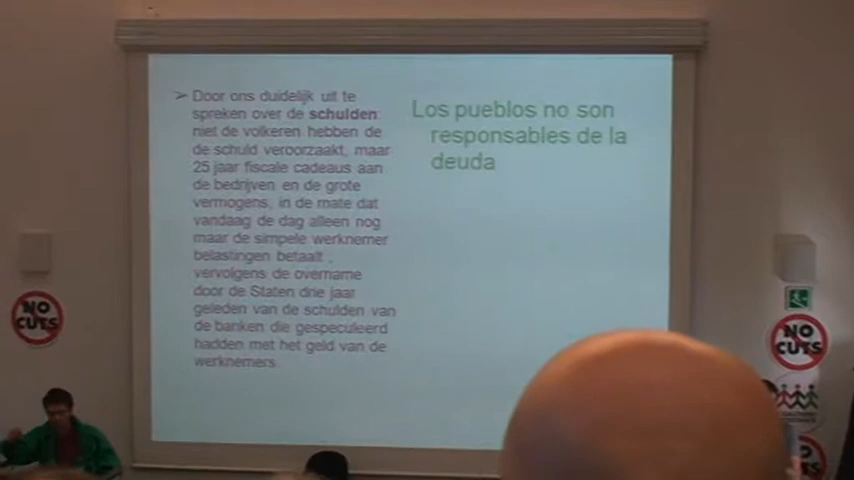 ➢ Door ons duidelijk uit te
spreken over de schulden:
niet de volkeren hebben de
de schuld veroorzaakt, maar
25 jaar fiscale cadeaus aan
de bedrijven en de grote
vermogens, in de mate dat
vandaag de dag alleen nog
maar de simpele werknemer
belastingen betaalt ,
vervolgens de overname
door de Staten drie jaar
geleden van de schulden van
de banken die gespeculeerd
hadden met het geld van de
werknemers.
Los pueblos no son
responsables de la
deuda
NO
CUTS
NO
CUTS